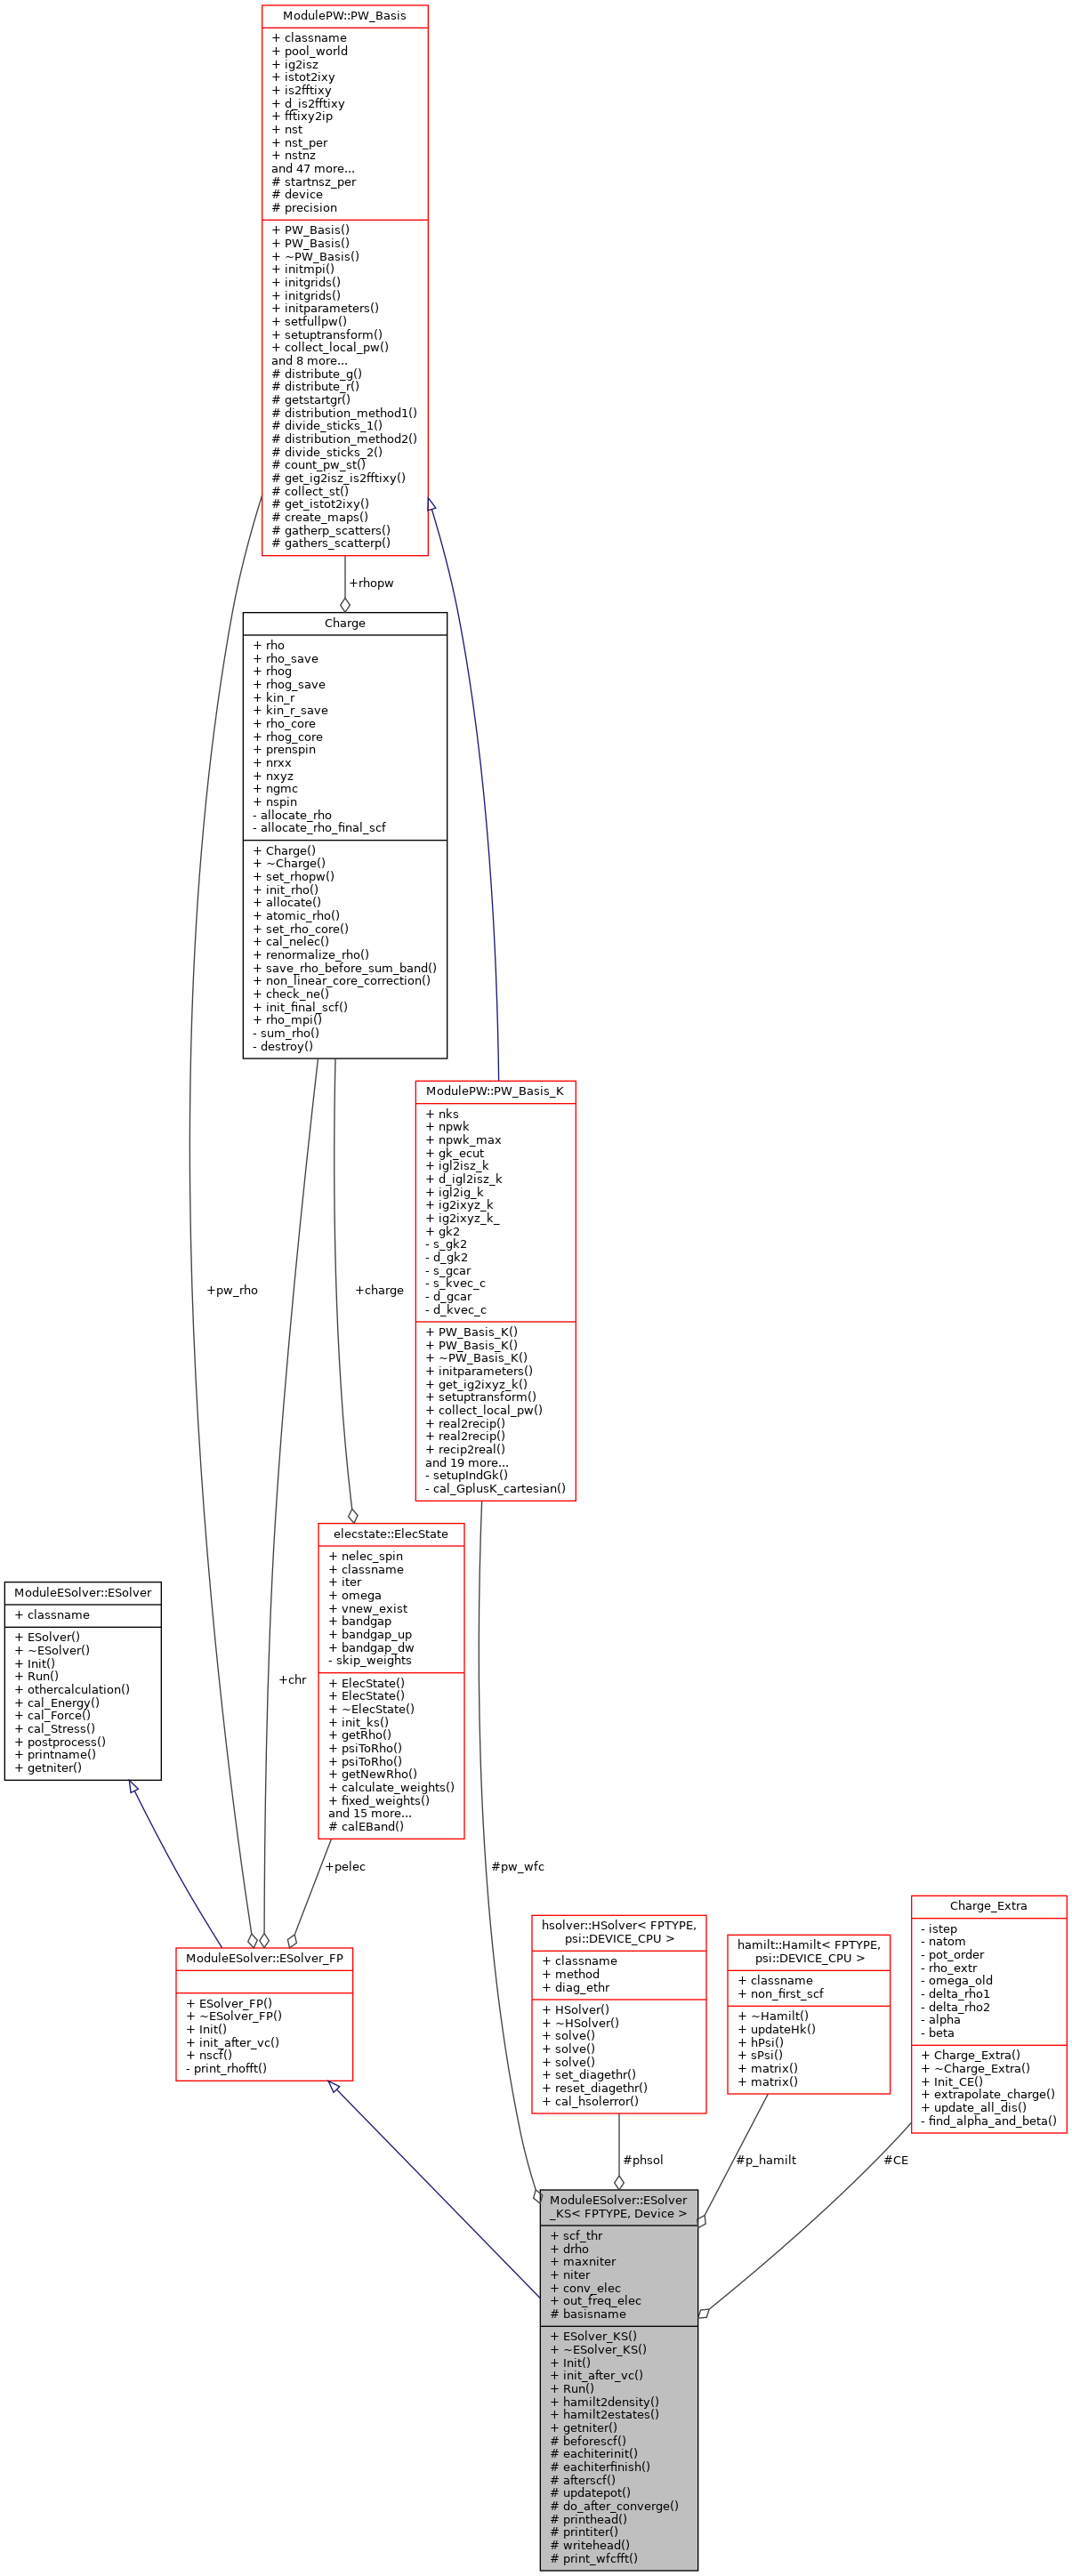 ModulePW::PW_Basis
+ classname
+ pool_world
+ ig2isz
+ istot2ixy
+ is2fftixy
+ d_is2fftixy
+ fftixy2ip
+ nst
+ nst_per
+ nstnz
and 47 more...
# startnsz_per
# device
# precision
+ PW_Basis()
+ PW_Basis()
+ ~PW_Basis()
+ initmpi()
+ initgrids()
+ initgrids()
+ initparameters()
+ setfullpw()
+ setuptransform()
+ collect_local_pw()
and 8 more...
# distribute_g()
# distribute_r()
# getstartgr()
# distribution_method1()
# divide_sticks_1()
# distribution_method2()
# divide_sticks_2()
# count_pw_st()
# get_ig2isz_is2fftixy()
# collect_st()
# get_istot2ixy()
# create_maps()
# gatherp_scatters()
# gathers_scatterp()
+rhopw
Charge
+ rho
+ rho_save
+ rhog
+ rhog_save
+ kin_r
+ kin_r_save
+ rho_core
+ rhog_core
+ prenspin
+ nrxx
+ nxyz
+ ngmc
+ nspin
- allocate_rho
- allocate_rho_final_scf
+ Charge()
+ ~Charge()
+ set_rhopw()
+ init_rho()
+ allocate()
+ atomic_rho()
+ set_rho_core()
+ cal_nelec()
+ renormalize_rho()
+ save_rho_before_sum_band()
+ non_linear_core_correction()
+ check_ne()
+ init_final_scf()
+ rho_mpi()
- sum_rho()
- destroy()
ModulePW::PW_Basis_K
+ nks
+ npwk
+ npwk_max
+ gk_ecut
+ igl2isz_k
+ d_igl2isz_k
+ igl2ig_k
+ ig2ixyz_k
+ ig2ixyz_k_
+ gk2
- s_gk2
- d_gk2
- s_gcar
- s_kvec_c
- d_gcar
- d_kvec_c
+ PW_Basis_K()
+ PW_Basis_K()
+ ~PW_Basis_K()
+ initparameters()
+ get_ig2ixyz_k()
+ setuptransform()
+ collect_local_pw()
+ real2recip()
+ real2recip()
+ recip2real()
and 19 more...
- setupIndGk()
- cal_GplusK_cartesian()
+pw_rho
+charge
elecstate::ElecState
+ nelec_spin
+ classname
+ iter
+ omega
+ vnew_exist
+ bandgap
+ bandgap_up
+ bandgap_dw
- skip_weights
+ ElecState()
+ ElecState()
+ ~ElecState()
+ init_ks()
+ getRho()
+ psiToRho()
+ psiToRho()
+ getNewRho()
+ calculate_weights()
+ fixed_weights()
and 15 more...
# calEBand()
ModuleESolver::ESolver
+ classname
+ ESolver()
+ ~ESolver()
+ Init()
+ Run()
+ othercalculation()
+ cal_Energy()
+ cal_Force()
+ cal_Stress()
+ postprocess()
+ printname()
+ getniter()
+chr
+pelec
#pw_wfc
ModuleESolver::ESolver_FP
+ ESolver_FP()
+ ~ESolver_FP()
+ Init()
+ init_after_vc()
+ nscf()
- print_rhofft()
hsolver::HSolver< FPTYPE,
psi::DEVICE_CPU >
+ classname
+ method
+ diag_ethr
+ HSolver()
+ ~HSolver()
+ solve()
+ solve()
+ solve()
+ set_diagethr()
+ reset_diagethr()
+ cal_hsolerror()
hamilt::Hamilt< FPTYPE,
psi::DEVICE_CPU >
+ classname
+ non_first_scf
+ ~Hamilt()
+ updateHk()
+ hPsi()
+ sPsi()
+ matrix()
+ matrix()
Charge_Extra
- istep
- natom
- pot_order
- rho_extr
- omega_old
- delta_rho1
- delta_rho2
- alpha
- beta
+ Charge_Extra()
+ ~Charge_Extra()
+ Init_CE()
+ extrapolate_charge()
+ update_all_dis()
- find_alpha_and_beta()
#phsol
#p_hamilt
#CE
ModuleESolver::ESolver
_KS< FPTYPE, Device >
+ scf_thr
+ drho
+ maxniter
+ niter
+ conv_elec
+ out_freq_elec
# basisname
+ ESolver_KS()
+ ~ESolver_KS()
+ Init()
+ init_after_vc()
+ Run()
+ hamilt2density()
+ hamilt2estates()
+ getniter()
# beforescf()
# eachiterinit()
# eachiterfinish()
# afterscf()
# updatepot()
# do_after_converge()
# printhead()
# printiter()
# writehead()
# print_wfcfft()